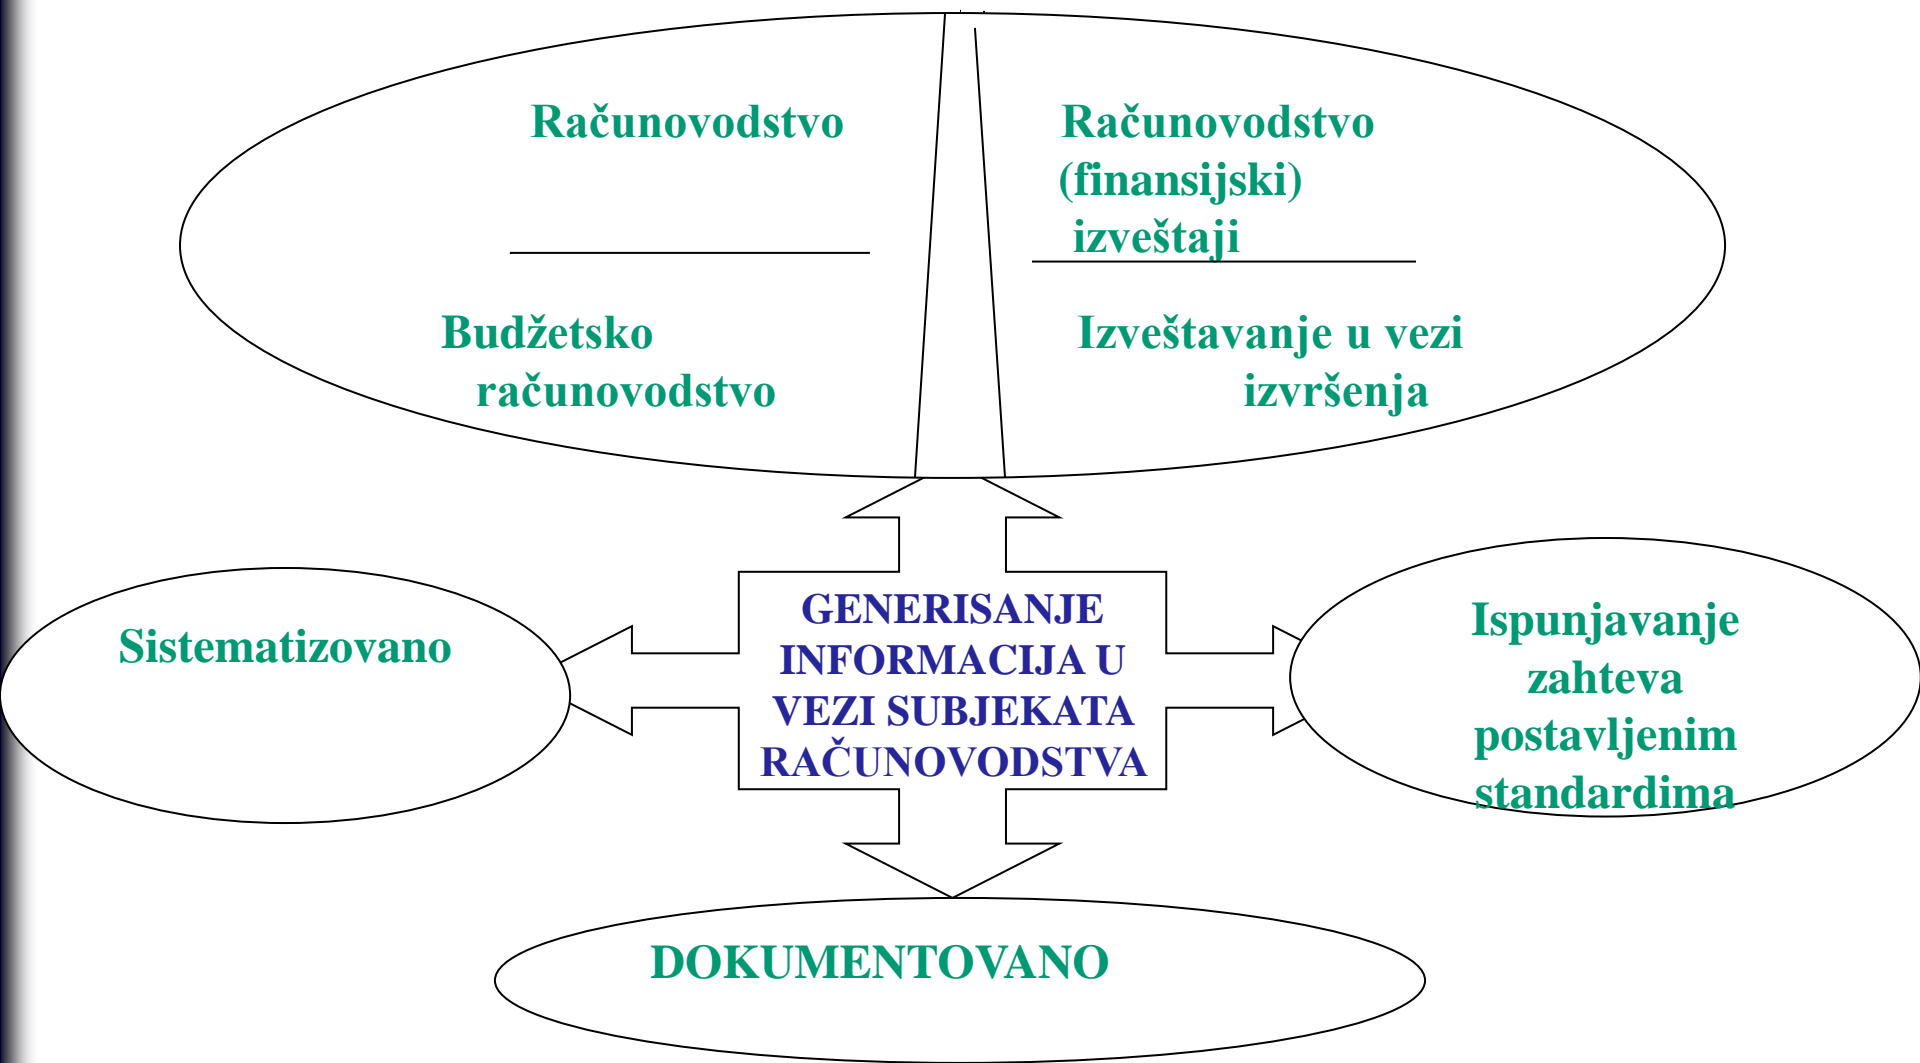 Računovodstvo
Budžetsko
računovodstvo
Računovodstvo
(finansijski)
izveštaji
Izveštavanje u vezi
izvršenja
Sistematizovano
GENERISANJE
INFORMACIJA U
VEZI SUBJEKATA
RAČUNOVODSTVA
Ispunjavanje
zahteva
postavljenim
standardima
DOKUMENTOVANO